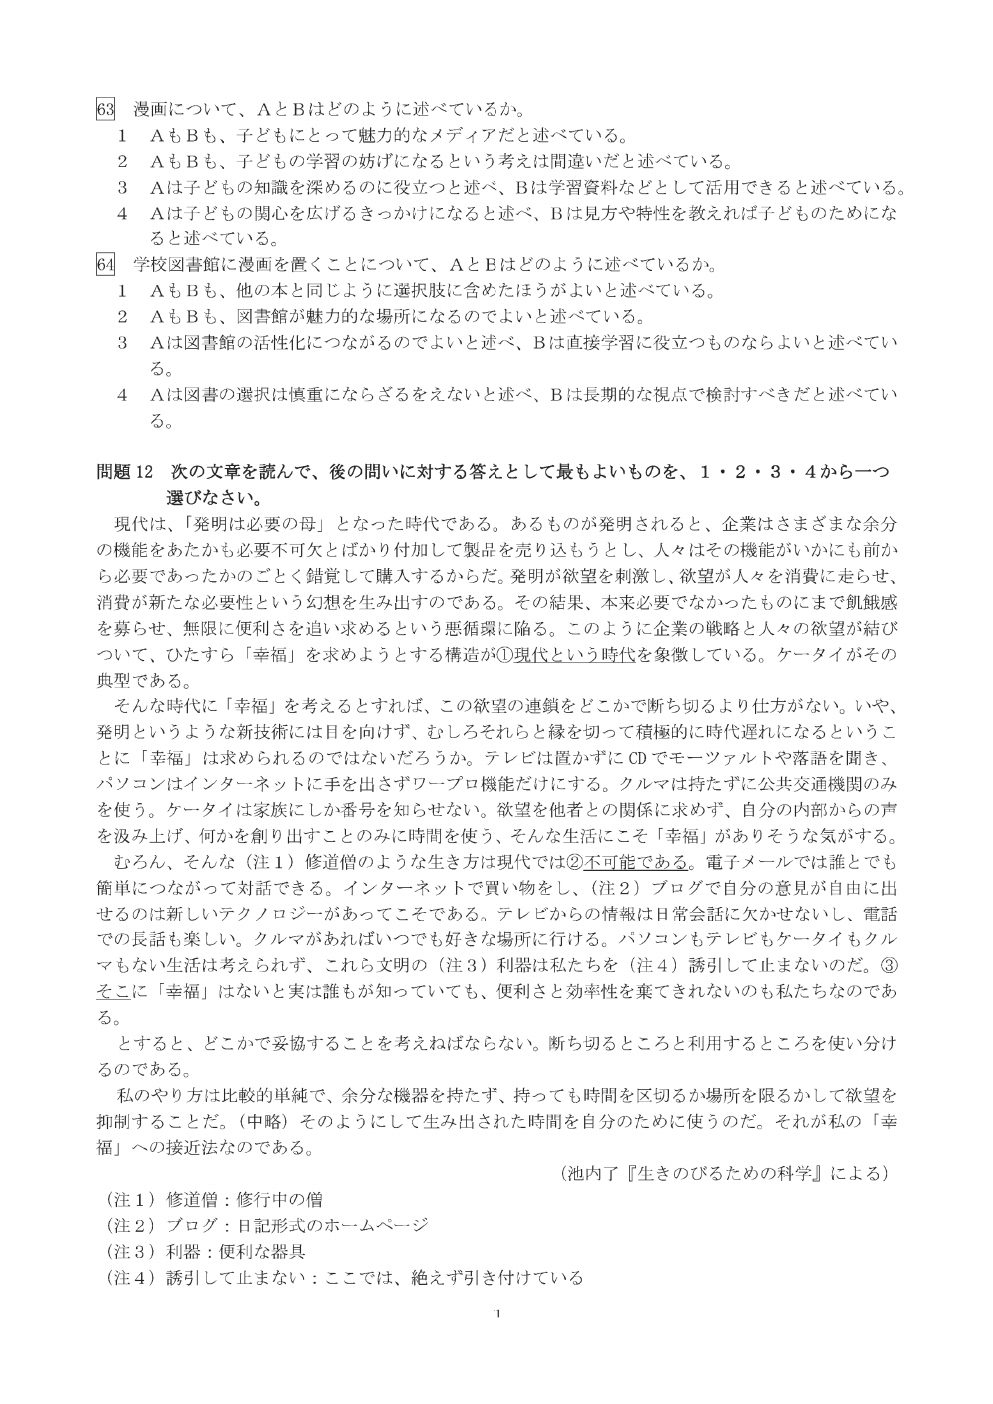 63 漫画について、AとBはどのように述べているか。
1 AもBも、子どもにとって魅力的なメディアだと述べている。
2 AもBも、子どもの学習の妨げになるという考えは間違いだと述べている。
3 Aは子どもの知識を深めるのに役立つと述べ、Bは学習資料などとして活用できると述べている。
4 Aは子どもの関心を広げるきっかけになると述べ、Bは見方や特性を教えれば子どものためにな
ると述べている。
64 学校図書館に漫画を置くことについて、AとBはどのように述べているか。
1 AもBも、他の本と同じように選択肢に含めたほうがよいと述べている。
2 AもBも、図書館が魅力的な場所になるのでよいと述べている。
3 Aは図書館の活性化につながるのでよいと述べ、Bは直接学習に役立つものならよいと述べてい
る。
4 Aは図書の選択は慎重にならざるをえないと述べ、Bは長期的な視点で検討すべきだと述べてい
る。
問題12 次の文章を読んで、後の問いに対する答えとして最もよいものを、1・2・3・4から一つ
選びなさい。
現代は、「発明は必要の母」となった時代である。あるものが発明されると、企業はさまざまな余分
の機能をあたかも必要不可欠とばかり付加して製品を売り込もうとし、人々はその機能がいかにも前か
ら必要であったかのごとく錯覚して購入するからだ。発明が欲望を刺激し、欲望が人々を消費に走らせ、
消費が新たな必要性という幻想を生み出すのである。その結果、本来必要でなかったものにまで飢餓感
を募らせ、無限に便利さを追い求めるという悪循環に陥る。このように企業の戦略と人々の欲望が結び
ついて、ひたすら「幸福」を求めようとする構造が①現代という時代を象徴している。ケータイがその
典型である。
そんな時代に「幸福」を考えるとすれば、この欲望の連鎖をどこかで断ち切るより仕方がない。いや、
発明というような新技術には目を向けず、むしろそれらと縁を切って積極的に時代遅れになるというこ
とに「幸福」は求められるのではないだろうか。テレビは置かずにCDでモーツァルトや落語を聞き、
パソコンはインターネットに手を出さずワープロ機能だけにする。クルマは持たずに公共交通機関のみ
を使う。ケータイは家族にしか番号を知らせない。欲望を他者との関係に求めず、自分の内部からの声
を汲み上げ、何かを創り出すことのみに時間を使う、そんな生活にこそ「幸福」がありそうな気がする。
むろん、そんな（注1）修道僧のような生き方は現代では②不可能である。電子メールでは誰とでも
簡単につながって対話できる。インターネットで買い物をし、（注2）ブログで自分の意見が自由に出
せるのは新しいテクノロジーがあってこそである。テレビからの情報は日常会話に欠かせないし、電話
での長話も楽しい。クルマがあればいつでも好きな場所に行ける。パソコンもテレビもケータイもクル
マもない生活は考えられず、これら文明の（注3）利器は私たちを（注4）誘引して止まないのだ。③
そこに「幸福」はないと実は誰もが知っていても、便利さと効率性を棄てきれないのも私たちなのであ
る。
とすると、どこかで妥協することを考えねばならない。断ち切るところと利用するところを使い分け
るのである。
私のやり方は比較的単純で、余分な機器を持たず、持っても時間を区切るか場所を限るかして欲望を
抑制することだ。（中略）そのようにして生み出された時間を自分のために使うのだ。それが私の「幸
福」への接近法なのである。
（池内了『生きのびるための科学』による）
（注1）修道僧：修行中の僧
（注2）ブログ：日記形式のホームページ
（注3）利器：便利な器具
（注4）誘引して止まない：ここでは、絶えず引き付けている
1